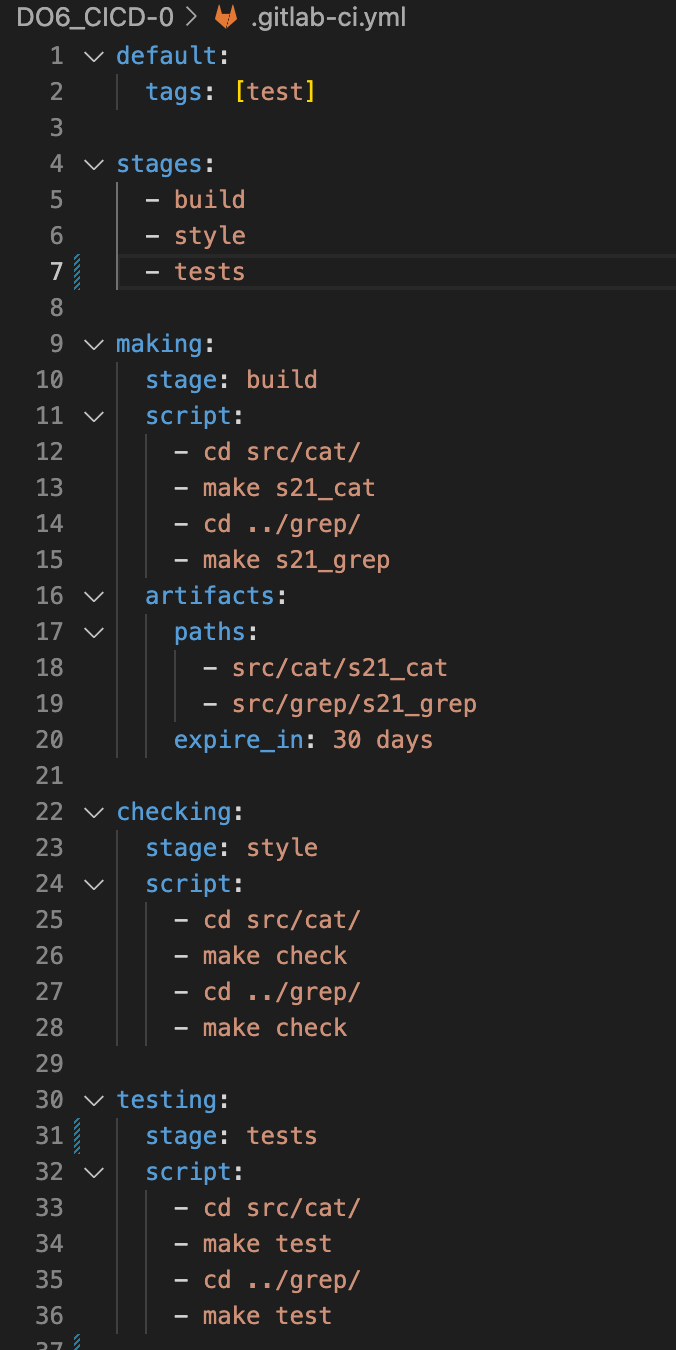 DO6_CICD-0 > .gitlab-ci.yml
1 default:
2 tags: [test]
3
4 stages:
5 - build
6 - style
7 - tests
8
9 making:
10 stage: build
11 script:
12 - cd src/cat/
13 - make s21_cat
14 - cd ../grep/
15 - make s21_grep
16 artifacts:
17 paths:
18 - src/cat/s21_cat
19 - src/grep/s21_grep
20 expire_in: 30 days
21
22 checking:
23 stage: style
24 script:
25 - cd src/cat/
26 - make check
27 - cd ../grep/
28 - make check
29
30 testing:
31 stage: tests
32 script:
33 - cd src/cat/
34 - make test
35 - cd ../grep/
36 - make test
37